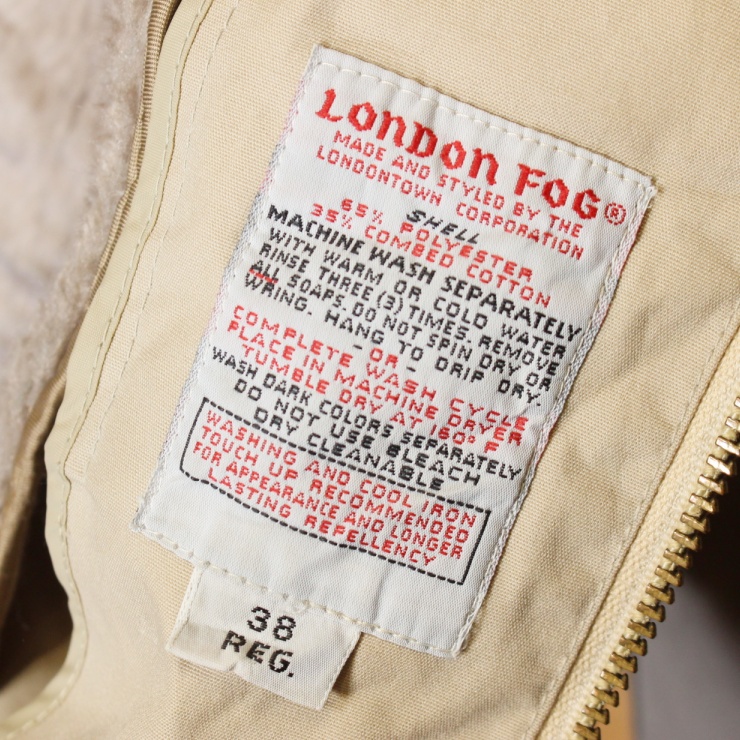 LONDON FOG®
MADE AND STYLED BY THE
LONDONTOWN CORPORATION
SHELL
65% POLYESTER
35% COMBED COTTON
MACHINE WASH SEPARATELY
WITH WARM OR COLD WATER
RINSE THREE (3) TIMES. REMOVE
ALL SOAPS. DO NOT SPIN DRY OR
WRING. HANG TO DRIP DRY.
- OR -
COMPLETE WASH CYCLE
PLACE IN MACHINE DRYER
TUMBLE DRY AT 160° F
WASH DARK COLORS SEPARATELY
DO NOT USE BLEACH
DRY CLEANABLE
WASHING AND COOL IRON
TOUCH UP RECOMMENDED
FOR APPEARANCE AND LONGER
LASTING REPELLENCY
38
REG.